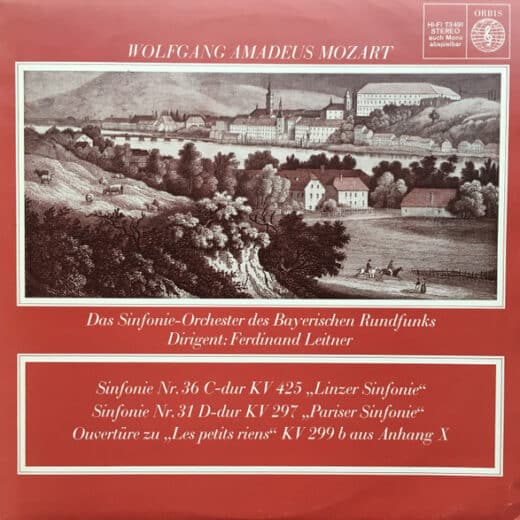 WOLFGANG AMADEUS MOZART
HI-FI 73 491
STEREO
auch Mono
abspielbar
ORBIS
Das Sinfonie-Orchester des Bayerischen Rundfunks
Dirigent: Ferdinand Leitner
Sinfonie Nr. 36 C-dur KV 425 „Linzer Sinfonie“
Sinfonie Nr. 31 D-dur KV 297 „Pariser Sinfonie“
Ouvertüre zu „Les petits riens“ KV 299 b aus Anhang X